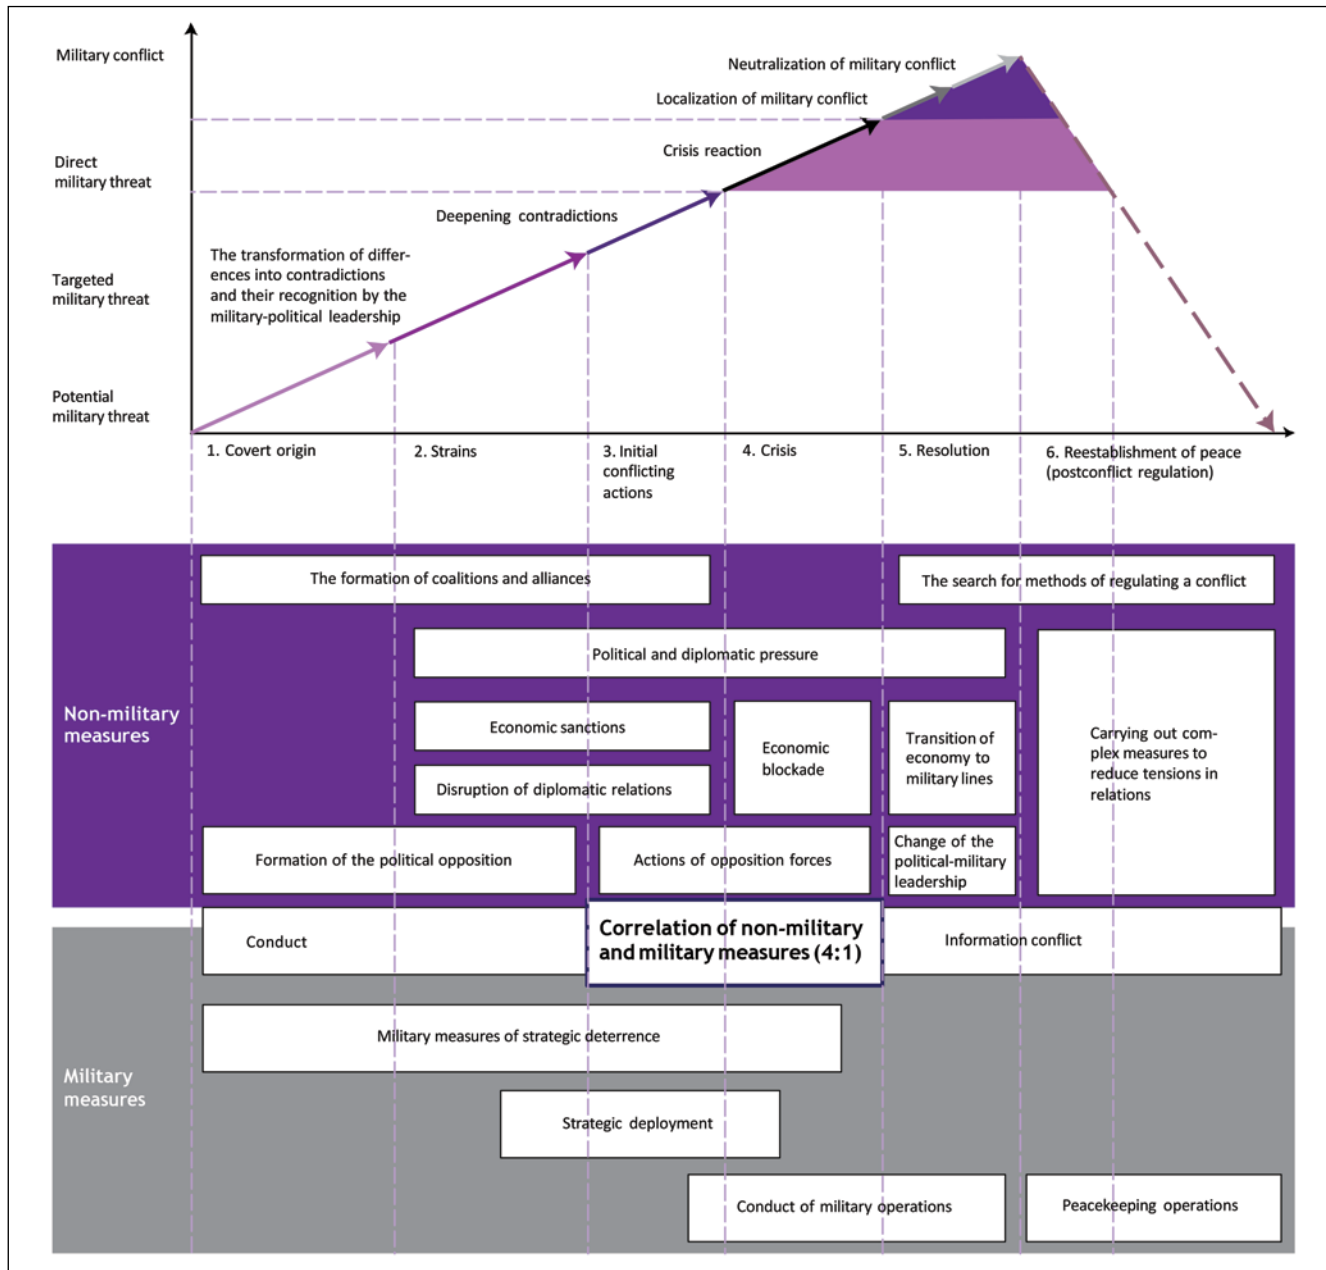 Military conflict
Neutralization of military conflict
Localization of military conflict
Direct
military threat
Crisis reaction
Deepening contradictions
The transformation of differ-
ences into contradictions
and their recognition by the
military-political leadership
Targeted
military threat
Potential
military threat
1. Covert origin
2. Strains
3. Initial
conflicting
actions
4. Crisis
5. Resolution
6. Reestablishment of peace
(postconflict regulation)
Non-military
measures
The formation of coalitions and alliances
The search for methods of regulating a conflict
Political and diplomatic pressure
Economic sanctions
Disruption of diplomatic relations
Economic
blockade
Transition of
economy to
military lines
Carrying out com-
plex measures to
reduce tensions in
relations
Formation of the political opposition
Actions of opposition forces
Change of the
political-military
leadership
Conduct
Correlation of non-military
and military measures (4:1)
Information conflict
Military
measures
Military measures of strategic deterrence
Strategic deployment
Conduct of military operations
Peacekeeping operations